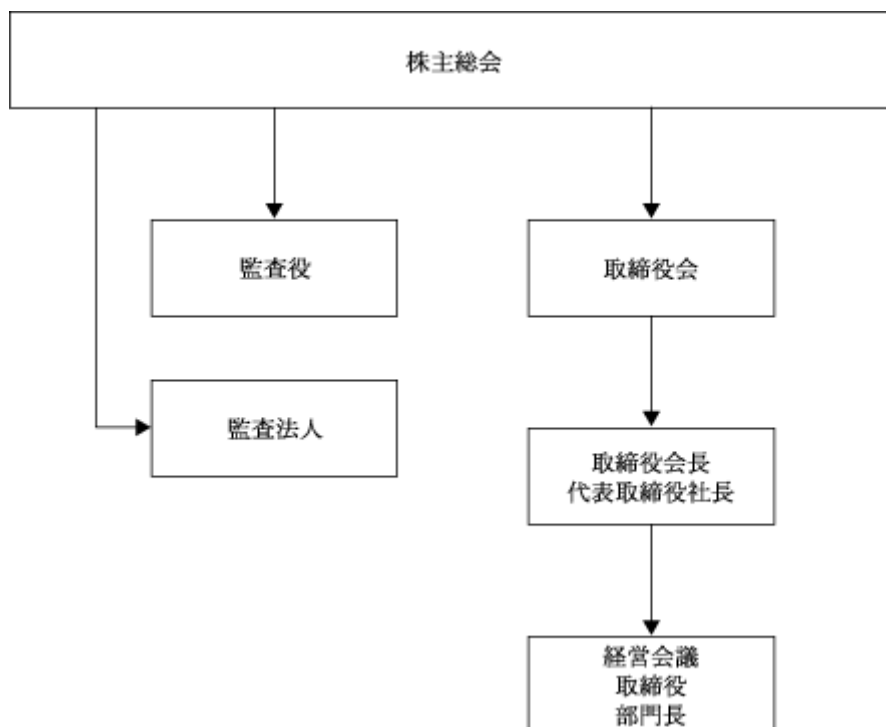 株主総会
監査役
取締役会
監査法人
取締役会長
代表取締役社長
経営会議
取締役
部門長